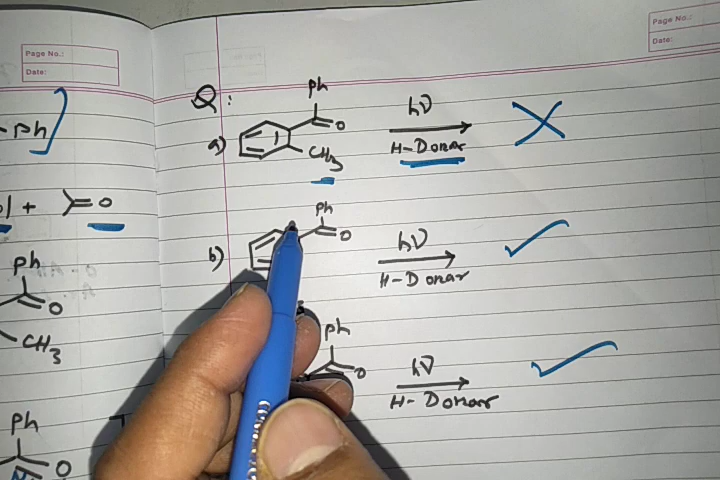 Page No.:
Date:
Page No.:
Date:
Q:
Ph
hν
a)
O
CH3
H-Donar
-Ph]
Ph
hν
b)
O
H-Donar
+ O
Ph
O
CH3
Ph
hν
O
H-Donar
Ph
O